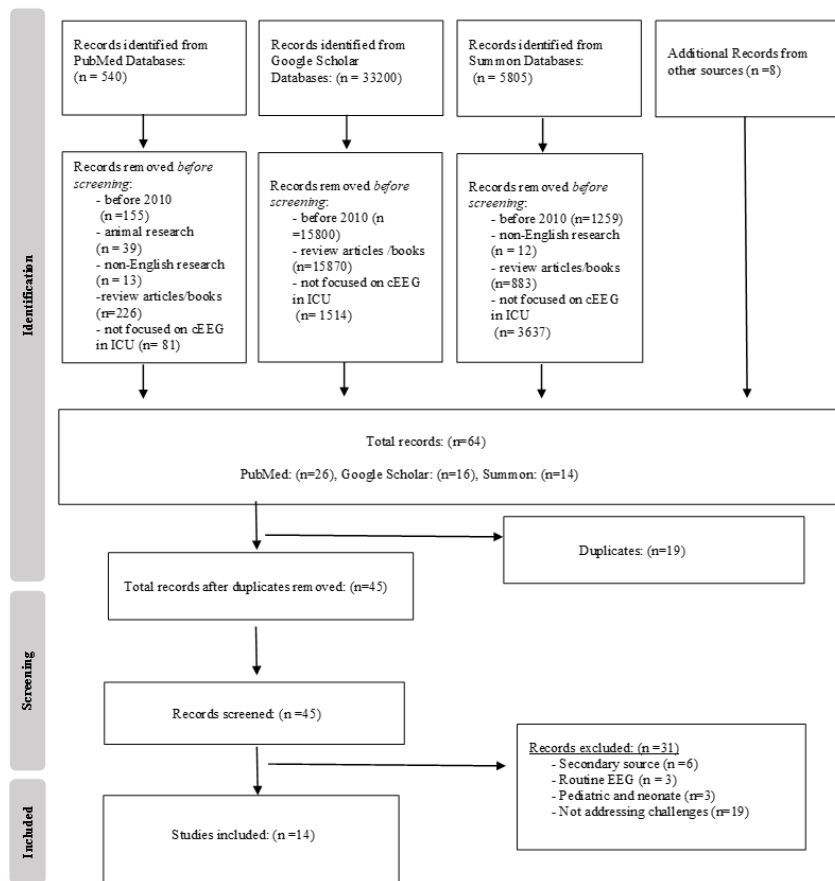 Identification
Records identified from
PubMed Databases:
(n = 540)
Records identified from
Google Scholar
Databases: (n = 33200)
Records identified from
Summon Databases:
(n = 5805)
Additional Records from
other sources (n =8)
Records removed before
screening:
- before 2010
(n =155)
- animal research
(n = 39)
- non-English research
(n = 13)
-review articles/books
(n=226)
- not focused on cEEG
in ICU (n= 81)
Records removed before
screening:
- before 2010 (n
=15800)
- review articles /books
(n=15870)
- not focused on cEEG
in ICU
(n= 1514)
Records removed before
screening:
- before 2010 (n=1259)
- non-English research
(n = 12)
- review articles/books
(n=883)
- not focused on cEEG
in ICU
(n= 3637)
Total records: (n=64)
PubMed: (n=26), Google Scholar: (n=16), Summon: (n=14)
Duplicates: (n=19)
Total records after duplicates removed: (n=45)
Screening
Records screened: (n =45)
Records excluded: (n =31)
- Secondary source (n =6)
- Routine EEG (n = 3)
- Pediatric and neonate (n=3)
- Not addressing challenges (n=19)
Included
Studies included: (n =14)